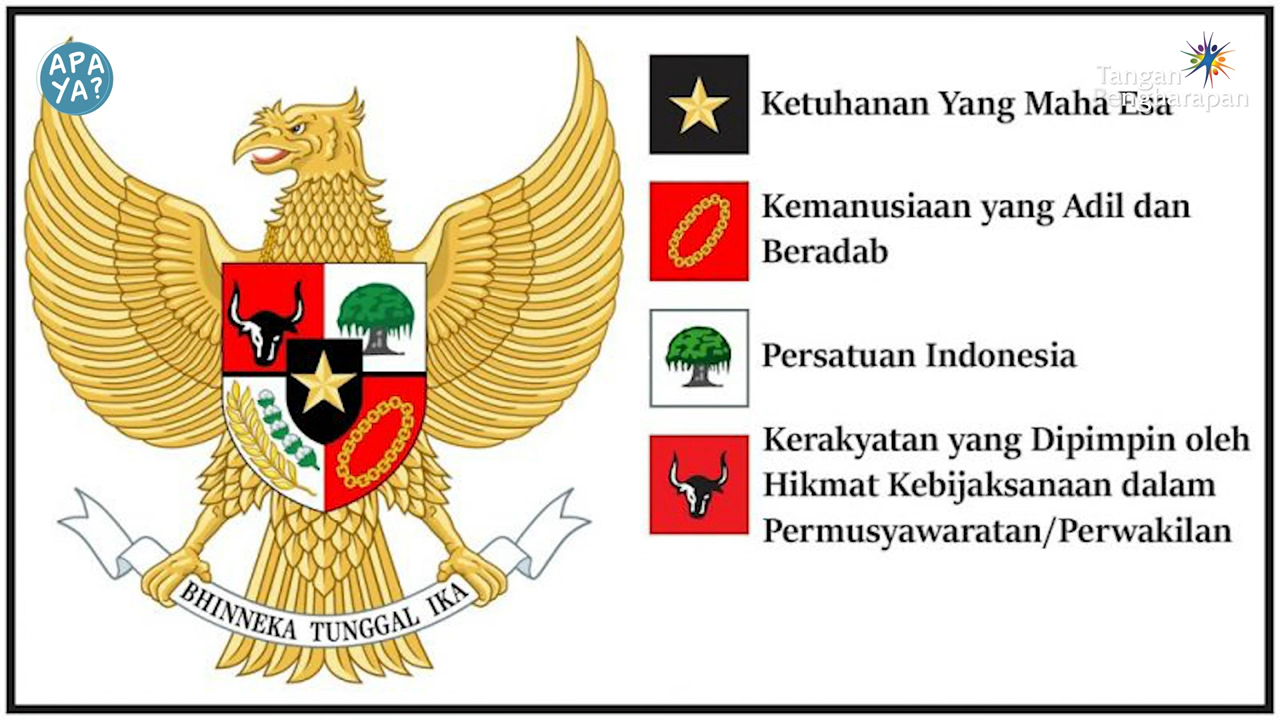 APA
YA?
Tangan
Pengharapan
Ketuhanan Yang Maha Esa
Kemanusiaan yang Adil dan
Beradab
Persatuan Indonesia
Kerakyatan yang Dipimpin oleh
Hikmat Kebijaksanaan dalam
Permusyawaratan/Perwakilan
BHINNEKA TUNGGAL IKA